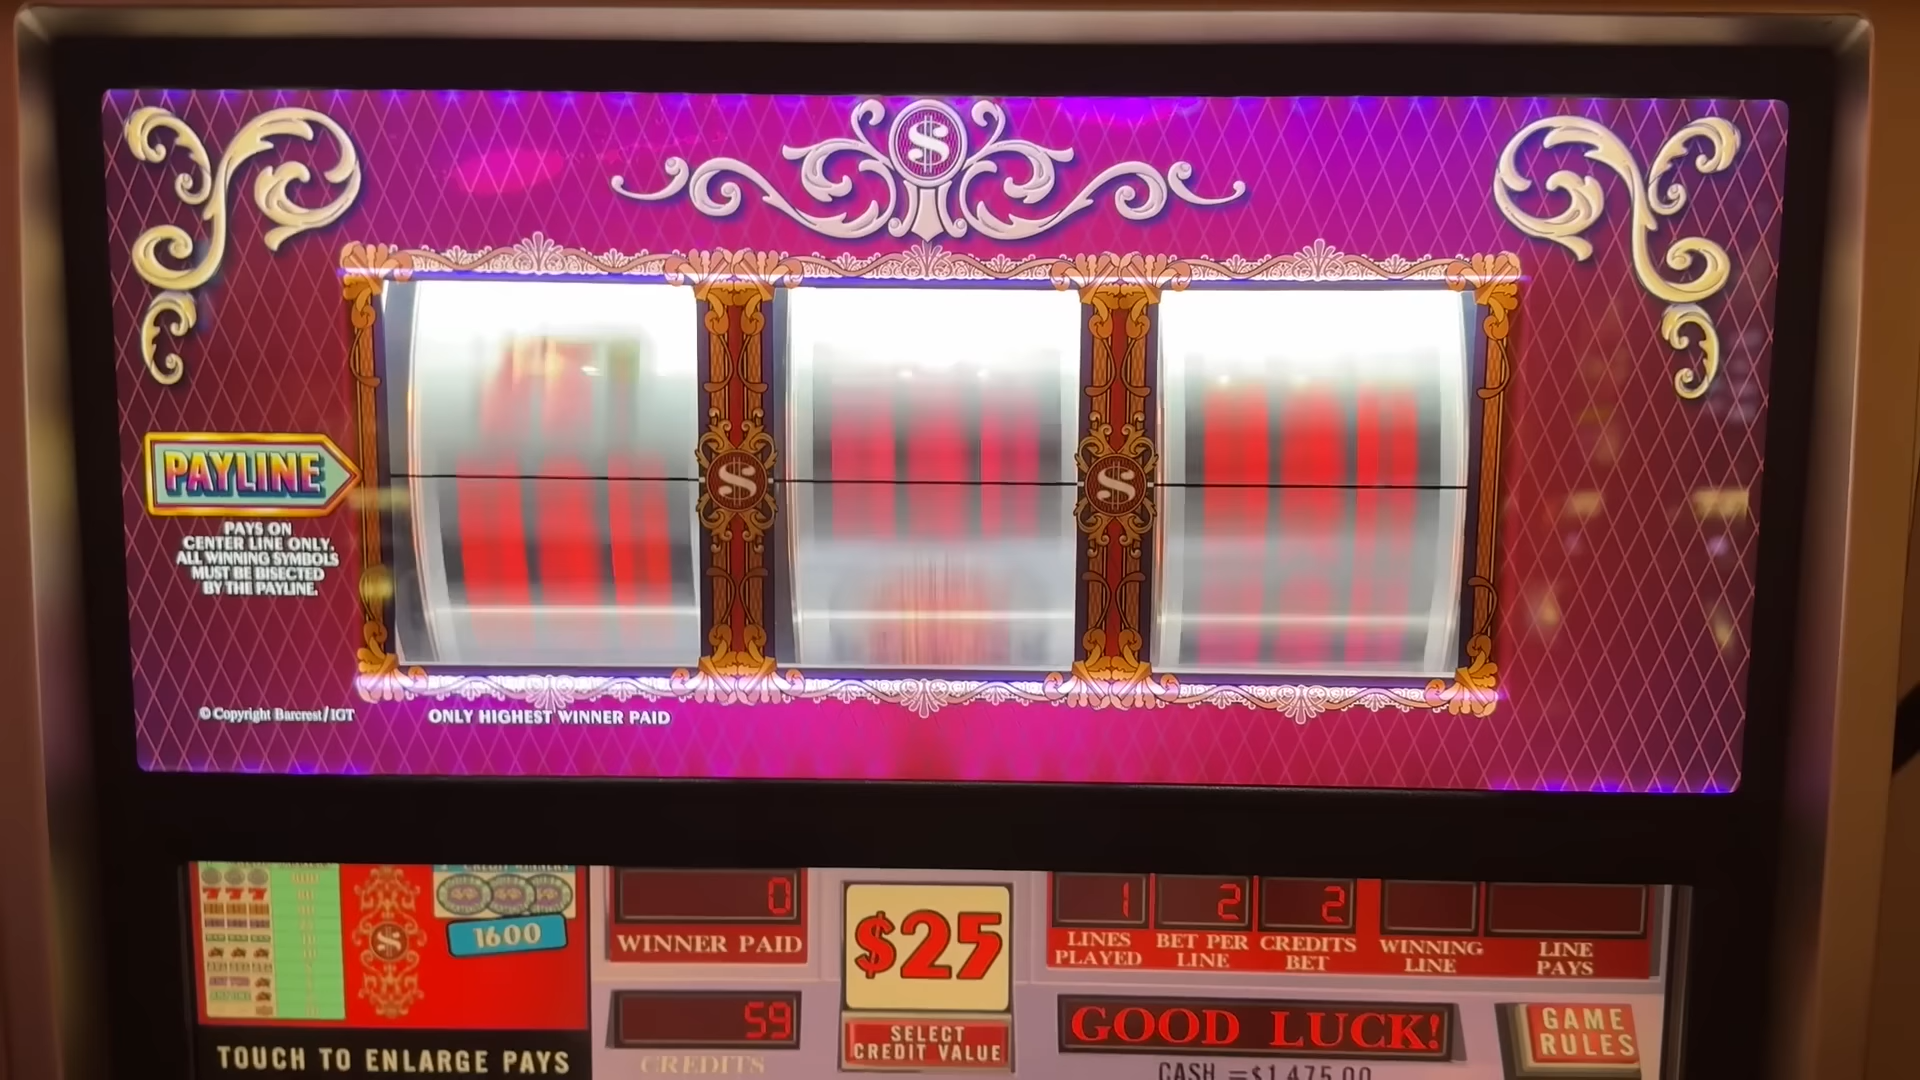 $
PAYLINE
PAYS ON
CENTER LINE ONLY.
ALL WINNING SYMBOLS
MUST BE BISECTED
BY THE PAYLINE.
$
$
© Copyright Barcrest/IGT
ONLY HIGHEST WINNER PAID
7 7 7
$
1600
TOUCH TO ENLARGE PAYS
0
WINNER PAID
59
CREDITS
$25
SELECT
CREDIT VALUE
1 2 2
LINES PLAYED
BET PER LINE
CREDITS BET
WINNING LINE
LINE PAYS
GOOD LUCK!
CASH =$1,475.00
GAME
RULES